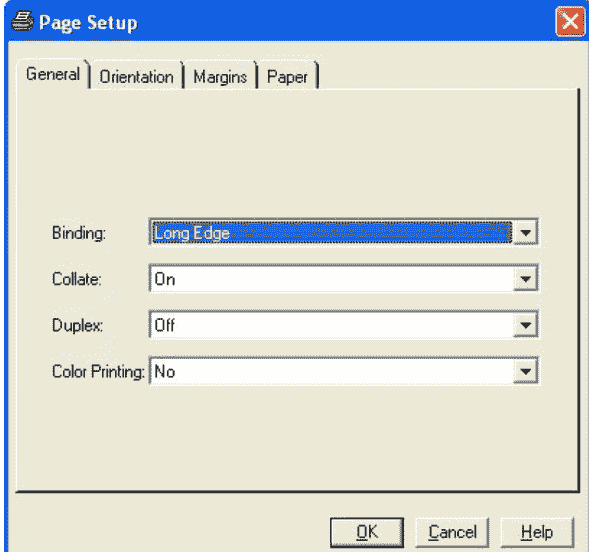 Page Setup
General Orientation Margins Paper
Binding: Long Edge
Collate: On
Duplex: Off
Color Printing: No
OK Cancel Help